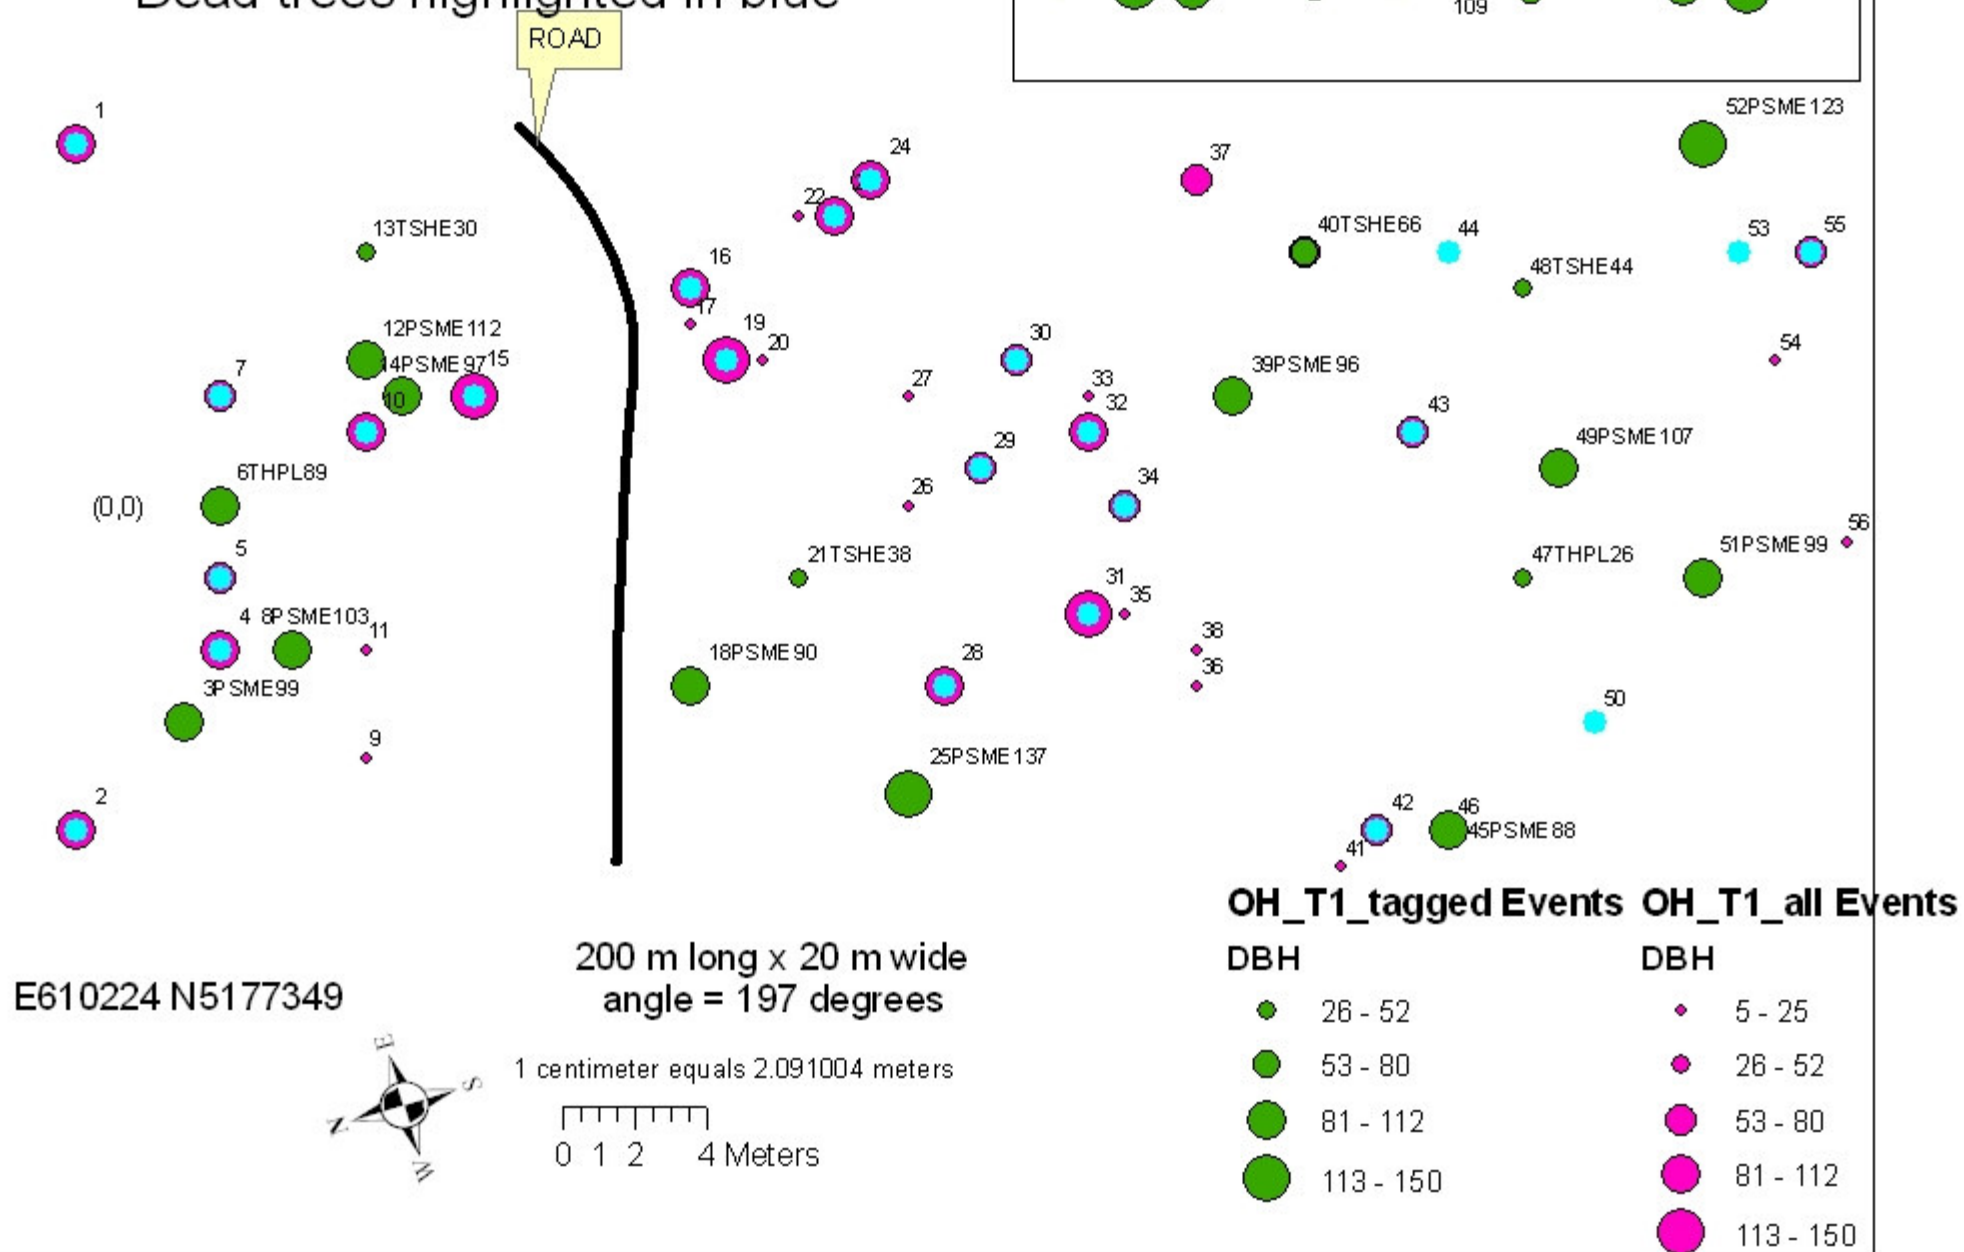 Dead trees highlighted in blue
109
ROAD
1
52PSME123
24
37
22
13TSHE30
40TSHE66
44
53
55
16
48TSHE44
17
12PSME112
19
20
30
54
14PSME97
15
7
27
33
39PSME96
10
32
43
29
49PSME107
6THPL89
34
(0,0)
26
56
5
21TSHE38
47THPL26
51PSME99
31
35
4
8PSME103
11
38
18PSME90
28
36
3PSME99
50
9
25PSME137
2
42
46
45PSME88
41
OH_T1_tagged Events
OH_T1_all Events
200 m long x 20 m wide
angle = 197 degrees
DBH
DBH
E610224 N5177349
26 - 52
5 - 25
E
S
N
W
1 centimeter equals 2.091004 meters
53 - 80
26 - 52
81 - 112
53 - 80
0 1 2 4 Meters
113 - 150
81 - 112
113 - 150